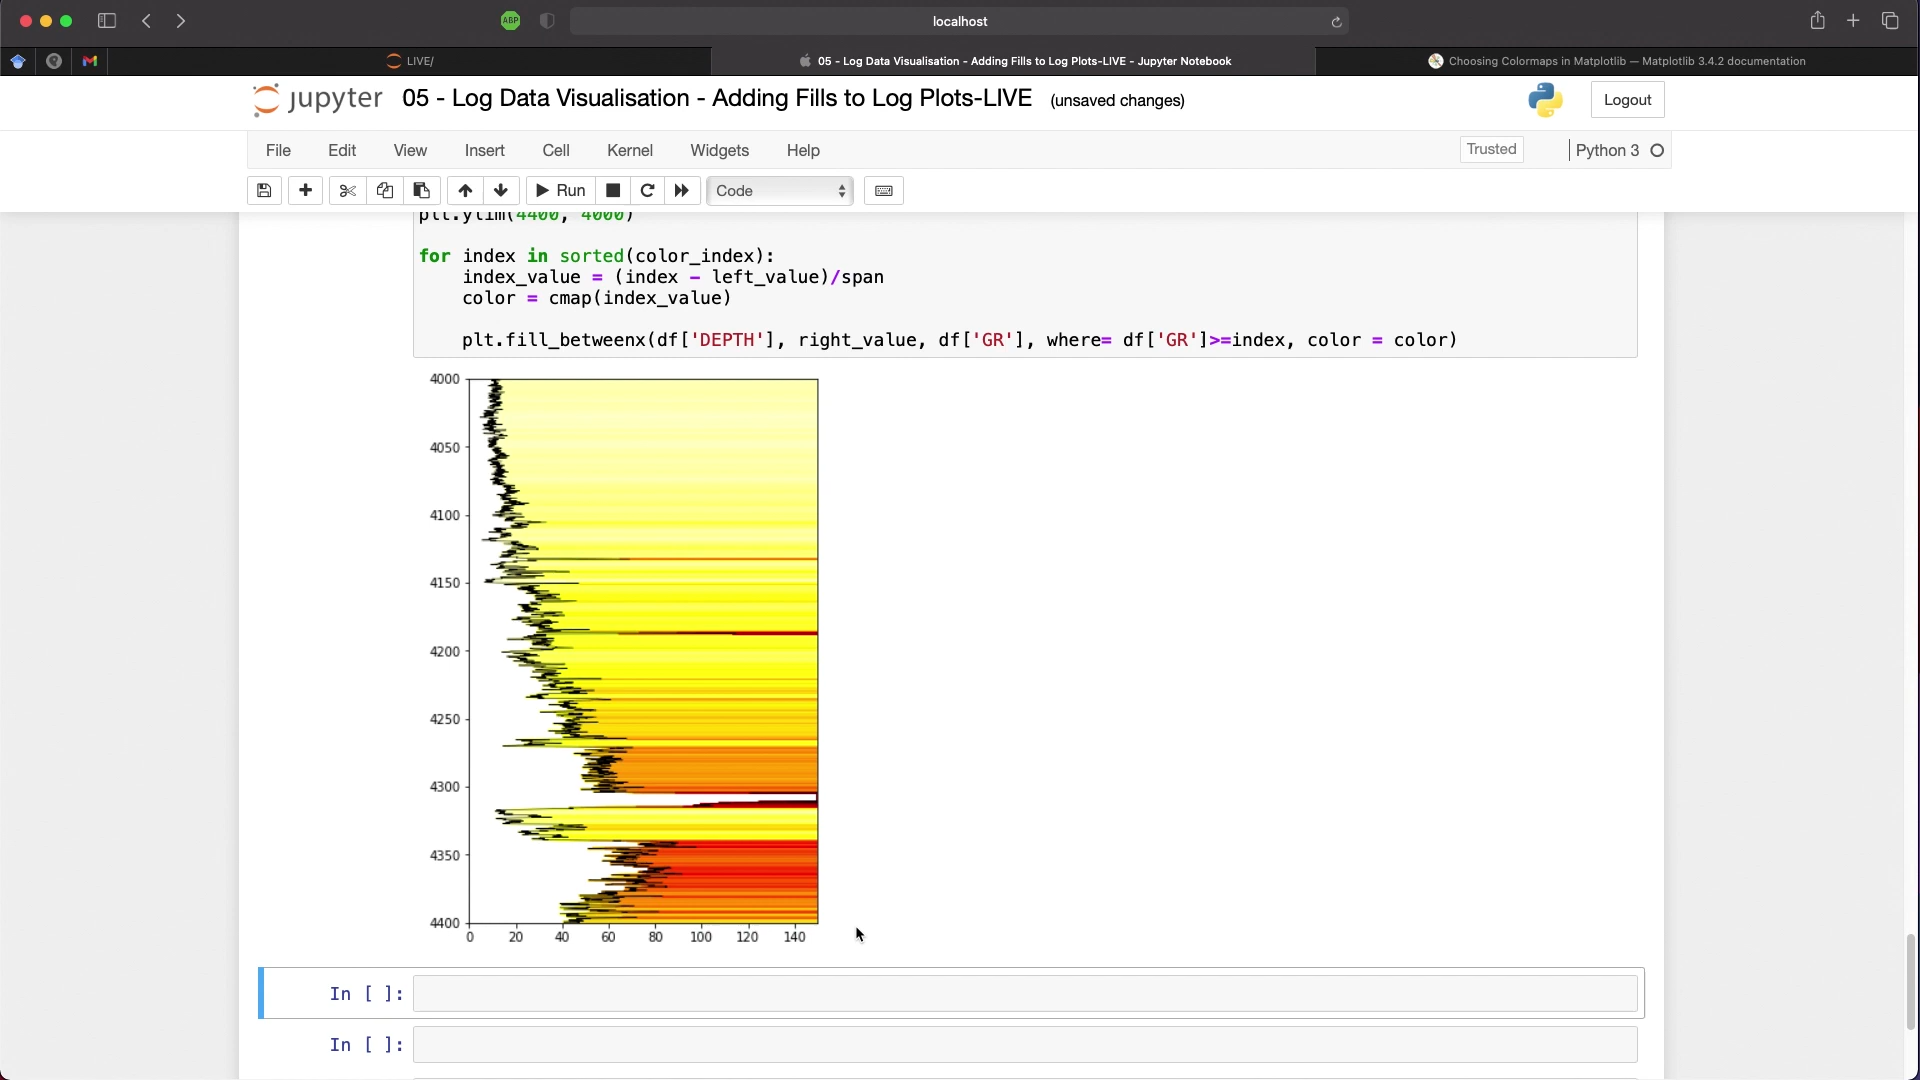 localhost
ABP
LIVE/
05 - Log Data Visualisation - Adding Fills to Log Plots-LIVE - Jupyter Notebook
Choosing Colormaps in Matplotlib — Matplotlib 3.4.2 documentation
jupyter 05 - Log Data Visualisation - Adding Fills to Log Plots-LIVE (unsaved changes)
Logout
File Edit View Insert Cell Kernel Widgets Help Trusted Python 3
Run Code
plt.ylim(4400, 4000)
for index in sorted(color_index):
index_value = (index - left_value)/span
color = cmap(index_value)
plt.fill_betweenx(df['DEPTH'], right_value, df['GR'], where= df['GR']>=index, color = color)
4000
4050
4100
4150
4200
4250
4300
4350
4400
0 20 40 60 80 100 120 140
In [ ]:
In [ ]: